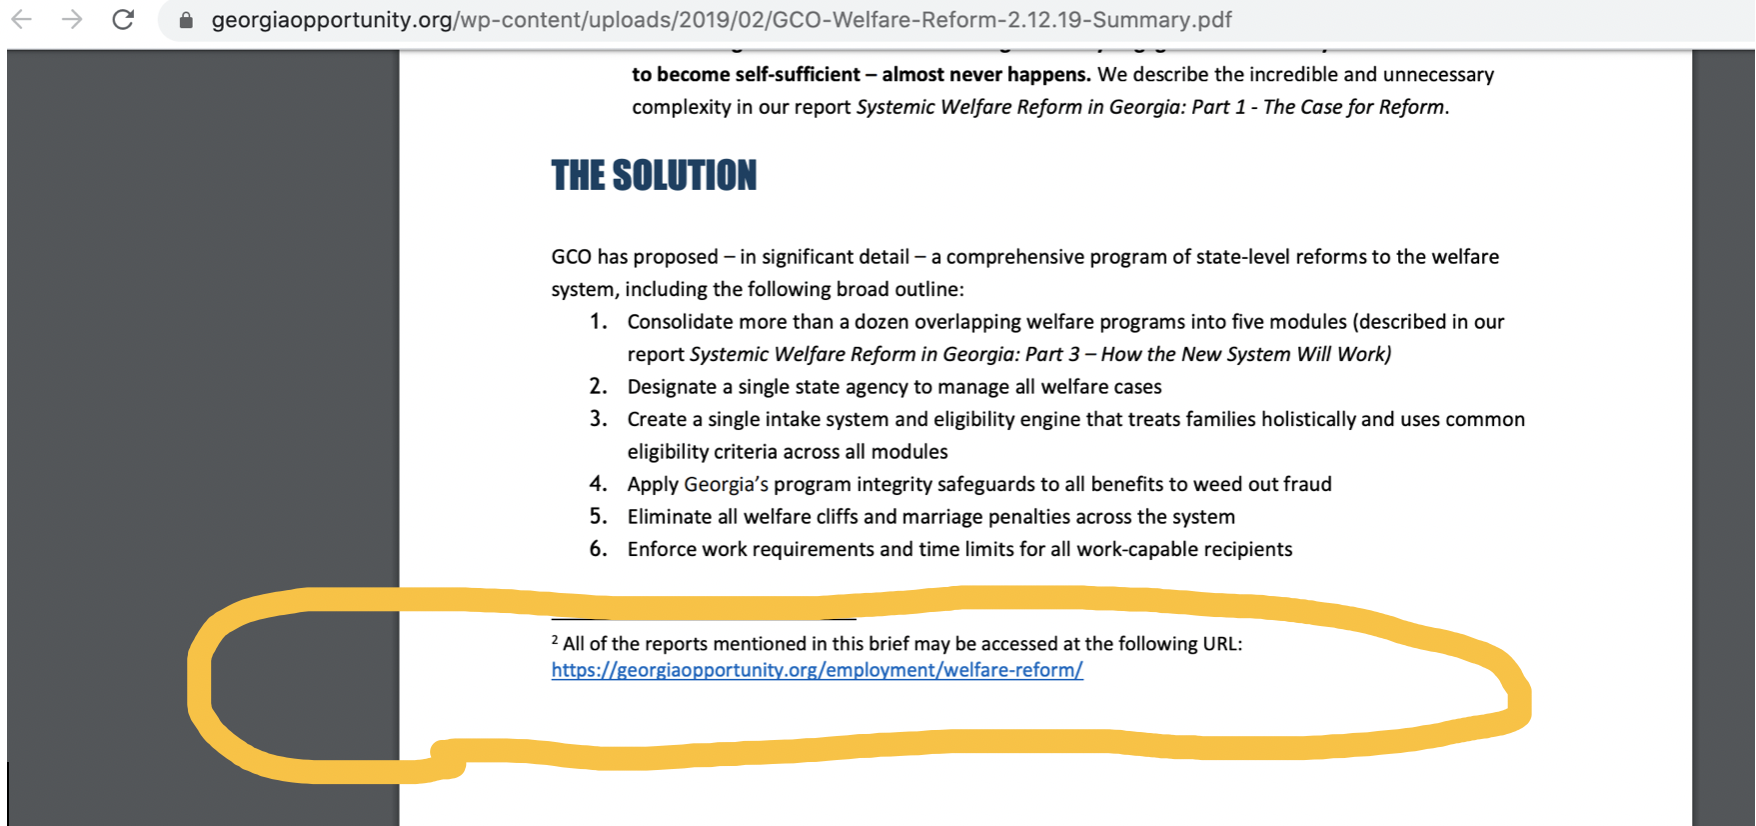 georgiaopportunity.org/wp-content/uploads/2019/02/GCO-Welfare-Reform-2.12.19-Summary.pdf
to become self-sufficient – almost never happens. We describe the incredible and unnecessary
complexity in our report Systemic Welfare Reform in Georgia: Part 1 - The Case for Reform.
THE SOLUTION
GCO has proposed – in significant detail – a comprehensive program of state-level reforms to the welfare
system, including the following broad outline:
1. Consolidate more than a dozen overlapping welfare programs into five modules (described in our
report Systemic Welfare Reform in Georgia: Part 3 – How the New System Will Work)
2. Designate a single state agency to manage all welfare cases
3. Create a single intake system and eligibility engine that treats families holistically and uses common
eligibility criteria across all modules
4. Apply Georgia’s program integrity safeguards to all benefits to weed out fraud
5. Eliminate all welfare cliffs and marriage penalties across the system
6. Enforce work requirements and time limits for all work-capable recipients
2 All of the reports mentioned in this brief may be accessed at the following URL:
https://georgiaopportunity.org/employment/welfare-reform/